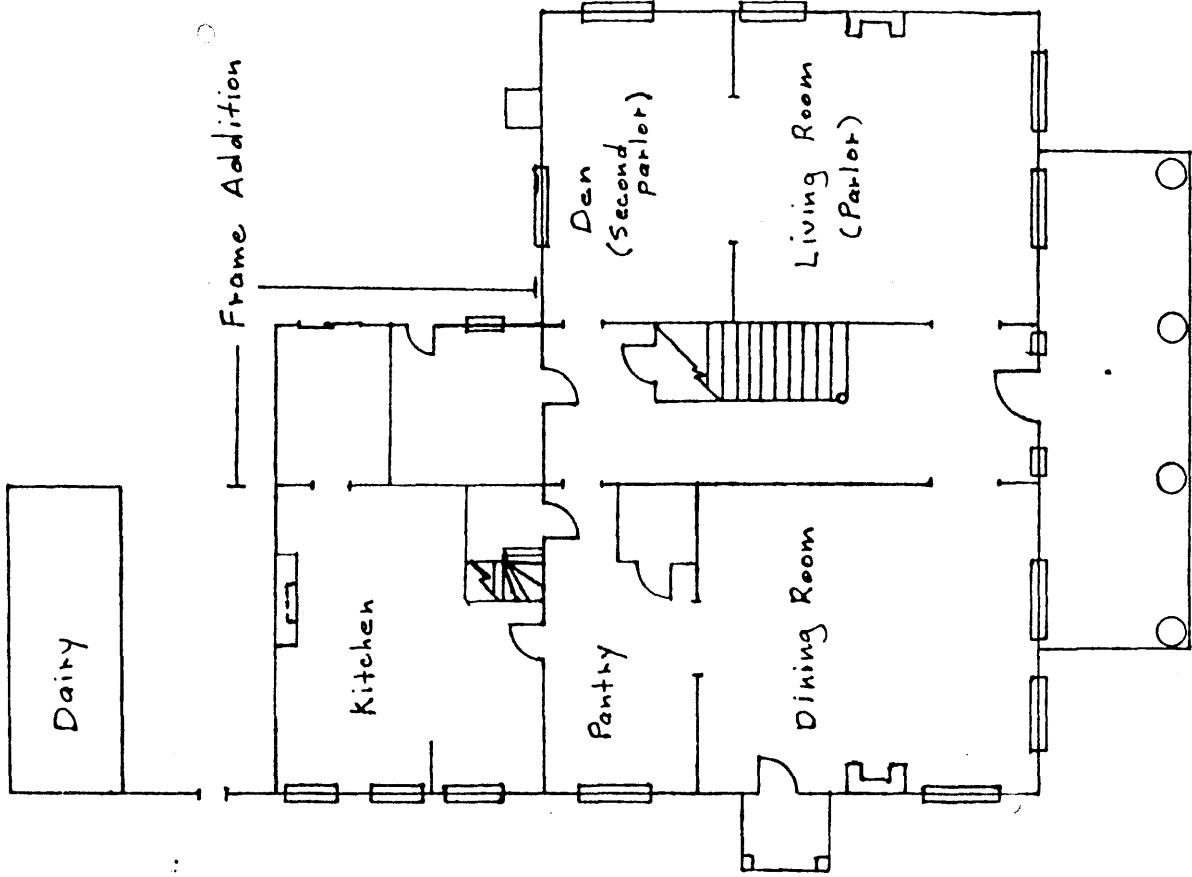 Frame Addition
Den
(Second
parlor)
Living Room
(Parlor)
Dairy
Kitchen
Pantry
Dining Room